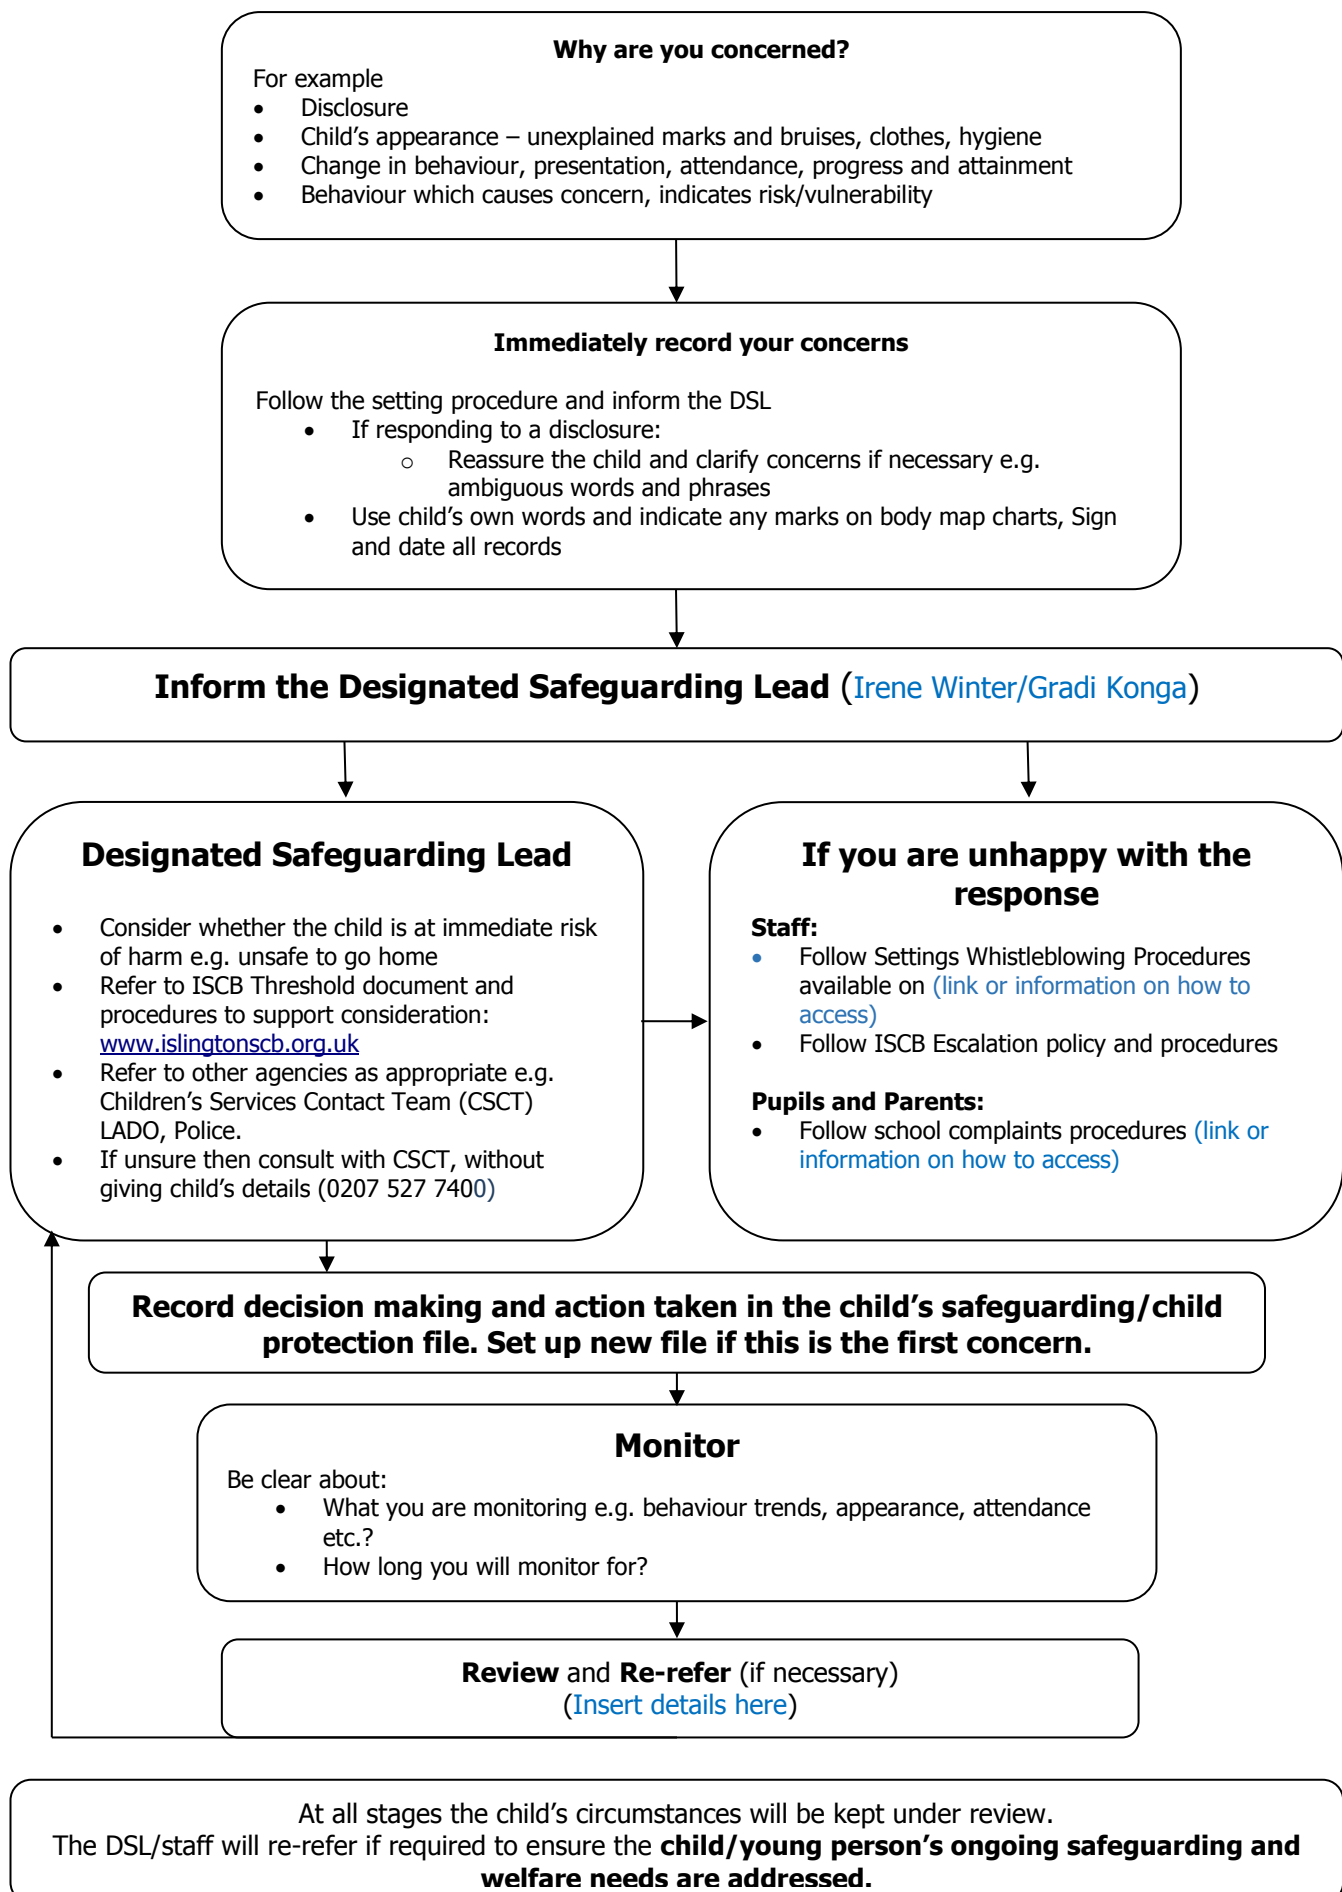 Why are you concerned?
For example
• Disclosure
• Child’s appearance – unexplained marks and bruises, clothes, hygiene
• Change in behaviour, presentation, attendance, progress and attainment
• Behaviour which causes concern, indicates risk/vulnerability
Immediately record your concerns
Follow the setting procedure and inform the DSL
• If responding to a disclosure:
o Reassure the child and clarify concerns if necessary e.g.
ambiguous words and phrases
• Use child’s own words and indicate any marks on body map charts, Sign
and date all records
Inform the Designated Safeguarding Lead (Irene Winter/Gradi Konga)
Designated Safeguarding Lead
• Consider whether the child is at immediate risk
of harm e.g. unsafe to go home
• Refer to ISCB Threshold document and
procedures to support consideration:
www.islingtonscb.org.uk
• Refer to other agencies as appropriate e.g.
Children’s Services Contact Team (CSCT)
LADO, Police.
• If unsure then consult with CSCT, without
giving child’s details (0207 527 7400)
If you are unhappy with the
response
Staff:
• Follow Settings Whistleblowing Procedures
available on (link or information on how to
access)
• Follow ISCB Escalation policy and procedures
Pupils and Parents:
• Follow school complaints procedures (link or
information on how to access)
Record decision making and action taken in the child’s safeguarding/child
protection file. Set up new file if this is the first concern.
Monitor
Be clear about:
• What you are monitoring e.g. behaviour trends, appearance, attendance
etc.?
• How long you will monitor for?
Review and Re-refer (if necessary)
(Insert details here)
At all stages the child’s circumstances will be kept under review.
The DSL/staff will re-refer if required to ensure the child/young person’s ongoing safeguarding and
welfare needs are addressed.